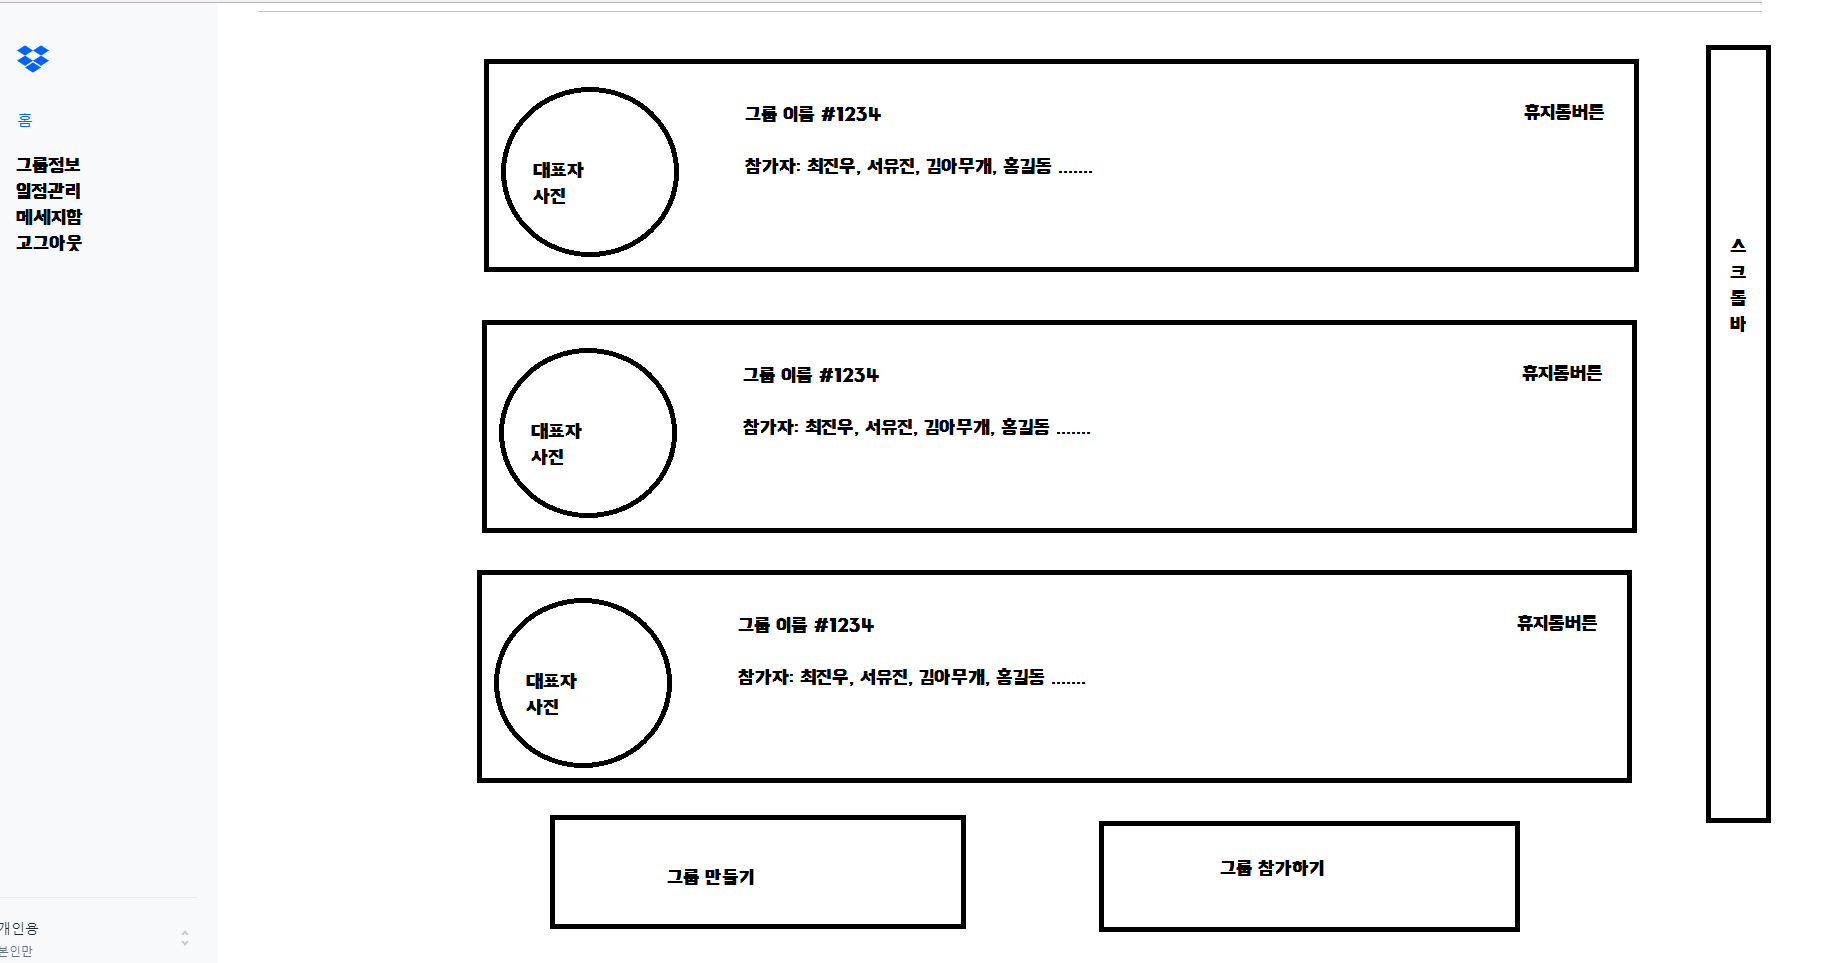 홈
그룹정보
일정관리
메세지함
고그아웃
개인용
본인만
그룹 이름 #1234
휴지통버튼
대표자
사진
참가자: 최진우, 서유진, 김아무개, 홍길동 .......
그룹 이름 #1234
휴지통버튼
대표자
사진
참가자: 최진우, 서유진, 김아무개, 홍길동 .......
그룹 이름 #1234
휴지통버튼
대표자
사진
참가자: 최진우, 서유진, 김아무개, 홍길동 .......
그룹 만들기
그룹 참가하기
스
크
롤
바